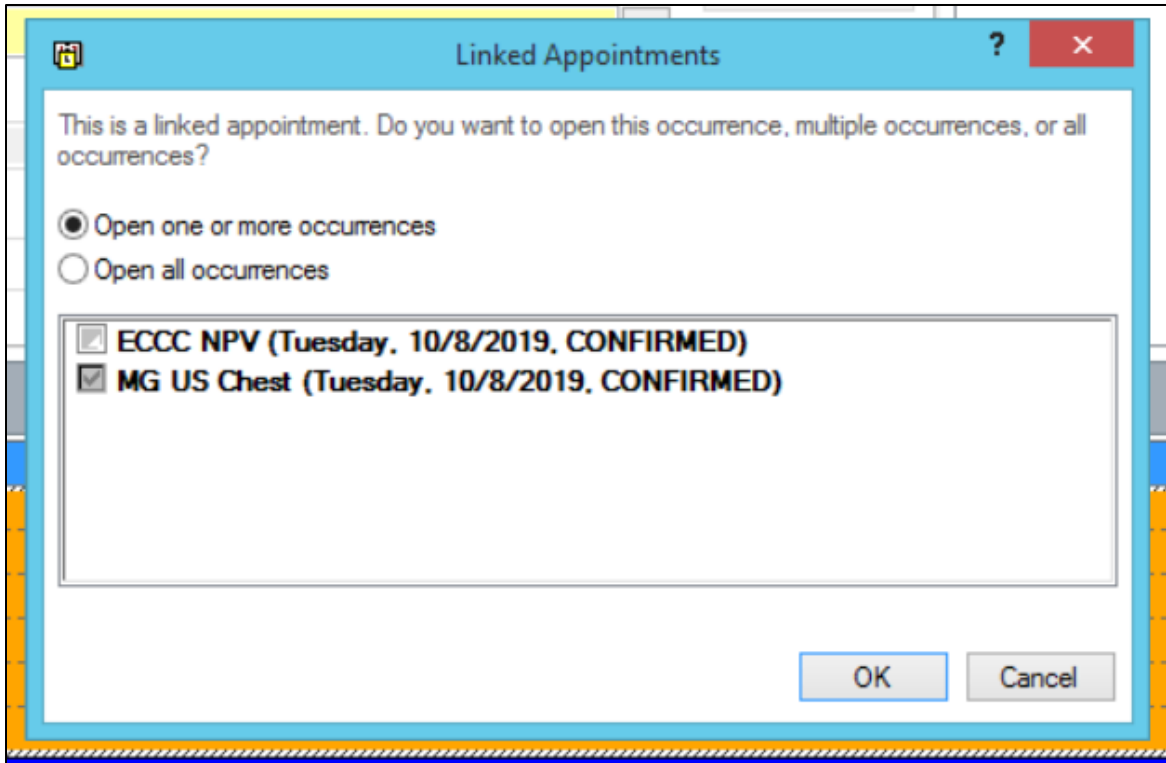 Linked Appointments
?
This is a linked appointment. Do you want to open this occurrence, multiple occurrences, or all
occurrences?
Open one or more occurrences
Open all occurrences
ECCC NPV (Tuesday, 10/8/2019, CONFIRMED)
MG US Chest (Tuesday, 10/8/2019, CONFIRMED)
OK
Cancel